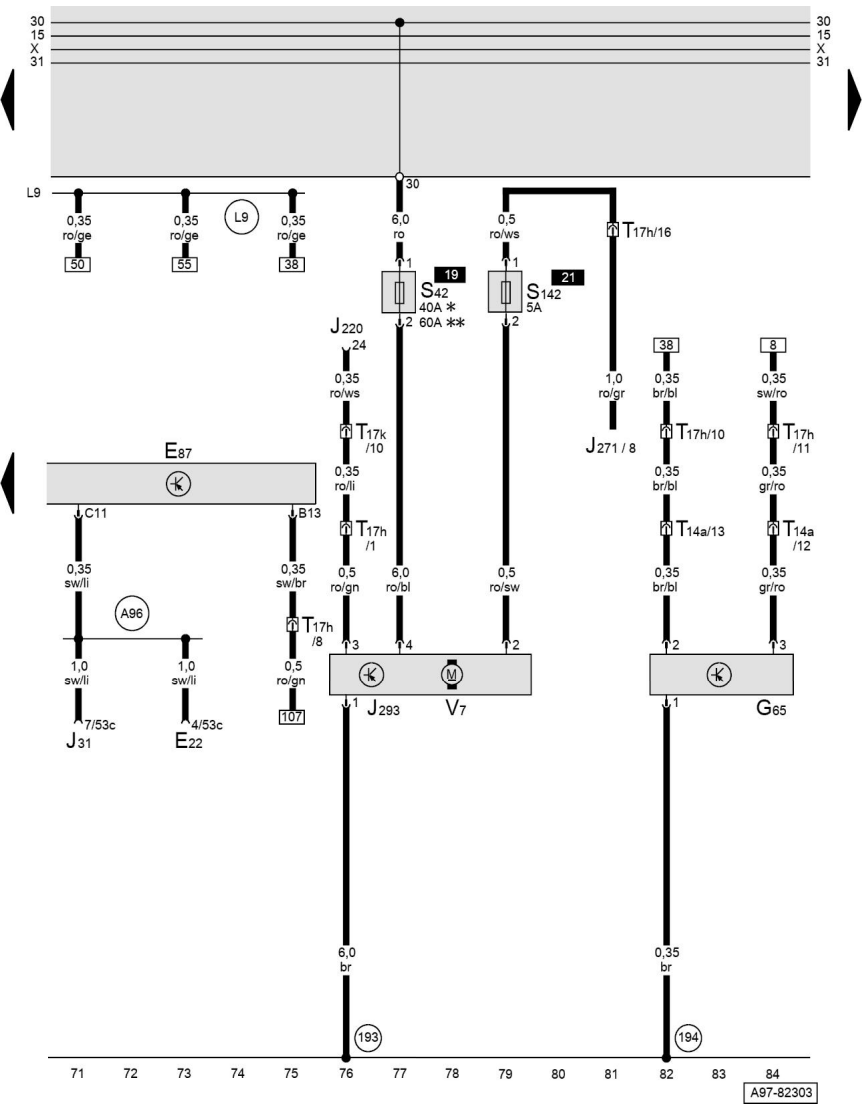 30 30
15 15
X X
31 31
30
L9
L9
0,35 0,35 0,35 6,0 0,5
ro/ge ro/ge ro/ge ro ro/ws
T17h/16
50 55 38
1 19 1 21
S42 S142
40A * 5A
60A **
2 2
J220
24
38 8
0,35 1,0 0,35 0,35
ro/ws ro/gr br/bl sw/ro
T17k T17h/10 T17h
/10 /11
J271 / 8
E87
0,35 0,35 0,35
ro/li br/bl gr/ro
C11 B13
T17h T14a/13 T14a
/1 /12
0,35 0,35 0,5 6,0 0,5 0,35 0,35
sw/li sw/br ro/gn ro/bl ro/sw br/bl gr/ro
A96
T17h
/8
3 4 2 2 3
1,0 1,0 0,5
sw/li sw/li ro/gn
M
1 1
J293 V7 G65
7/53c 4/53c 107
J31 E22
6,0 0,35
br br
193 194
71 72 73 74 75 76 77 78 79 80 81 82 83 84
A97-82303